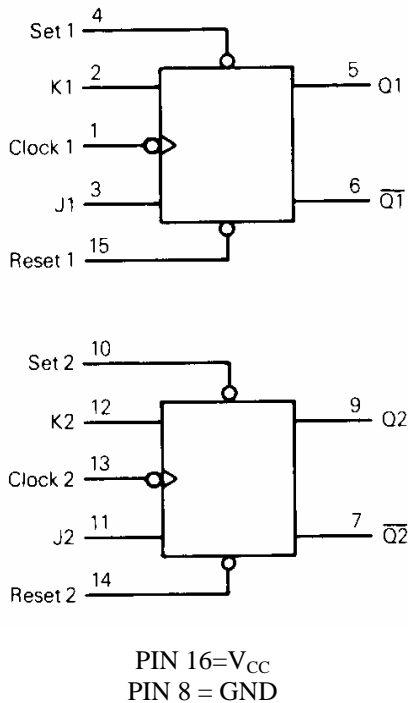 4
Set 1
2
5
K1
Q1
1
Clock 1
3
6
J1
Q1̅
15
Reset 1
10
Set 2
12
9
K2
Q2
13
Clock 2
11
7
J2
Q2̅
14
Reset 2
PIN 16=VCC
PIN 8 = GND